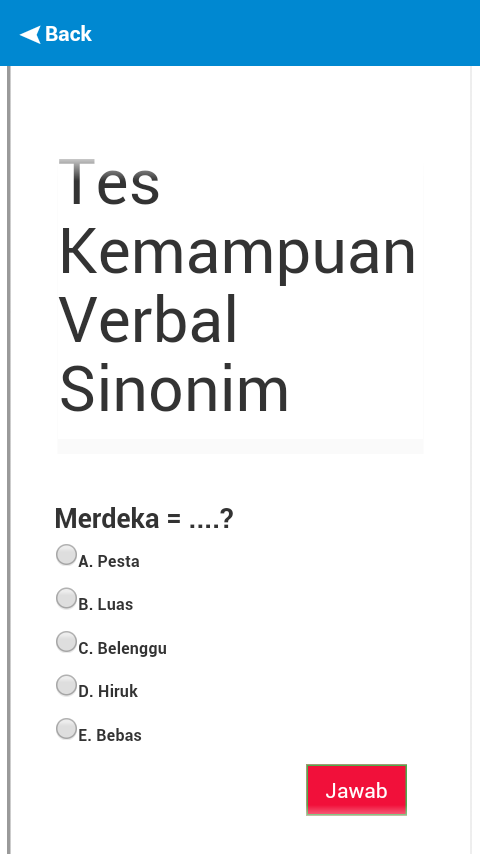 Back
Tes
Kemampuan
Verbal
Sinonim
Merdeka = ....?
A. Pesta
B. Luas
C. Belenggu
D. Hiruk
E. Bebas
Jawab